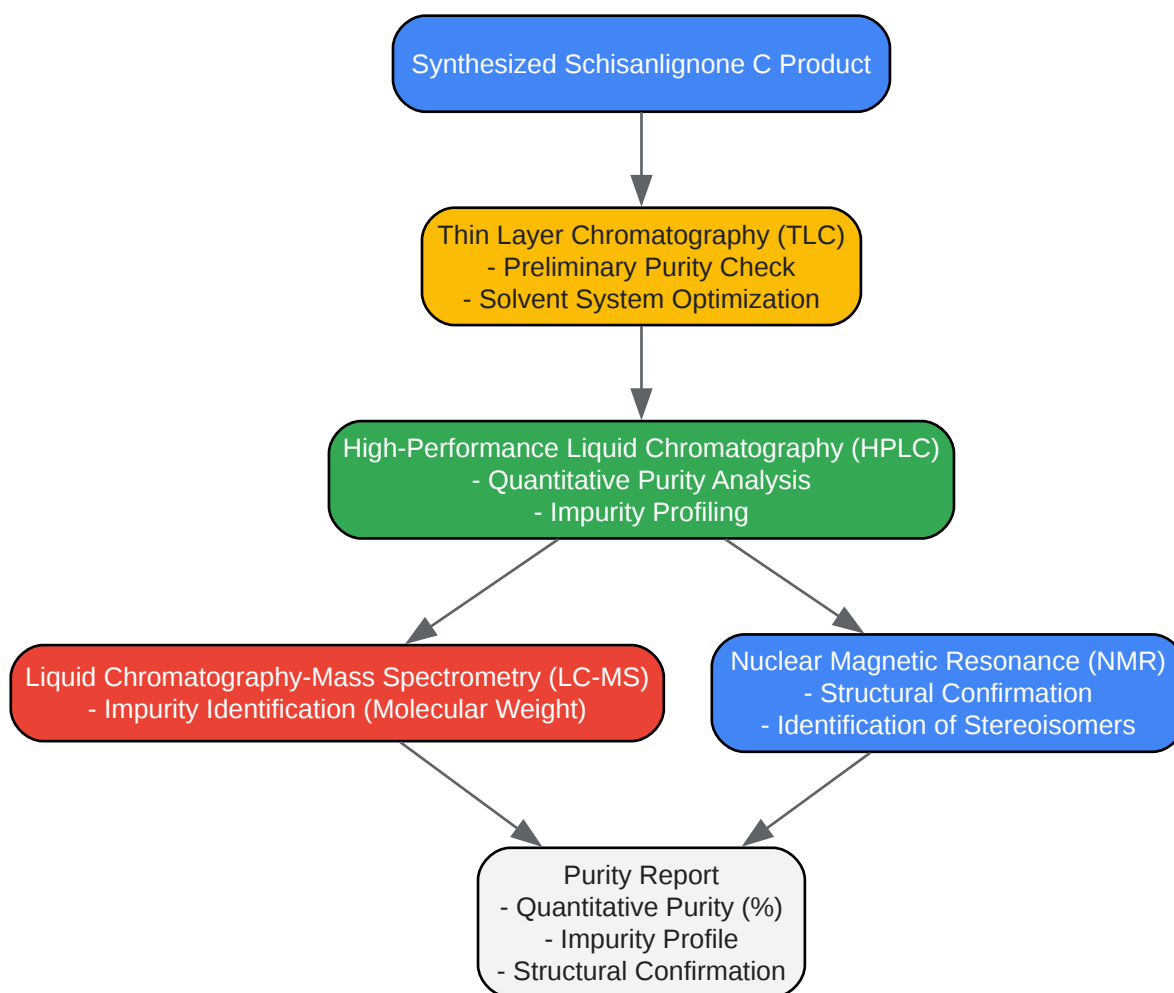 Synthesized Schisanlignone C Product
Thin Layer Chromatography (TLC)
- Preliminary Purity Check
- Solvent System Optimization
High-Performance Liquid Chromatography (HPLC)
- Quantitative Purity Analysis
- Impurity Profiling
Liquid Chromatography-Mass Spectrometry (LC-MS)
- Impurity Identification (Molecular Weight)
Nuclear Magnetic Resonance (NMR)
- Structural Confirmation
- Identification of Stereoisomers
Purity Report
- Quantitative Purity (%)
- Impurity Profile
- Structural Confirmation